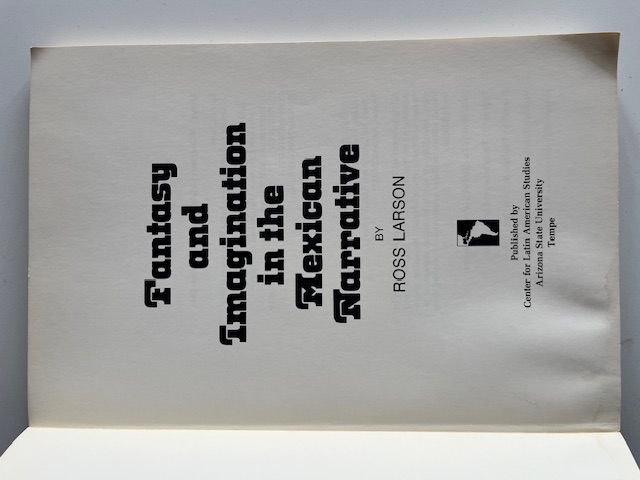 Fantasy
and
Imagination
in the
Mexican
Narrative
BY
ROSS LARSON
Published by
Center for Latin American Studies
Arizona State University
Tempe